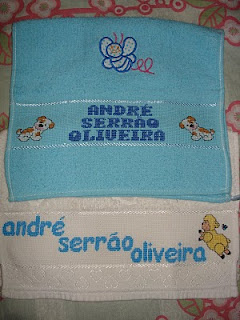 ANDRÉ
SERRÃO
OLIVEIRA
andré
serrão
oliveira